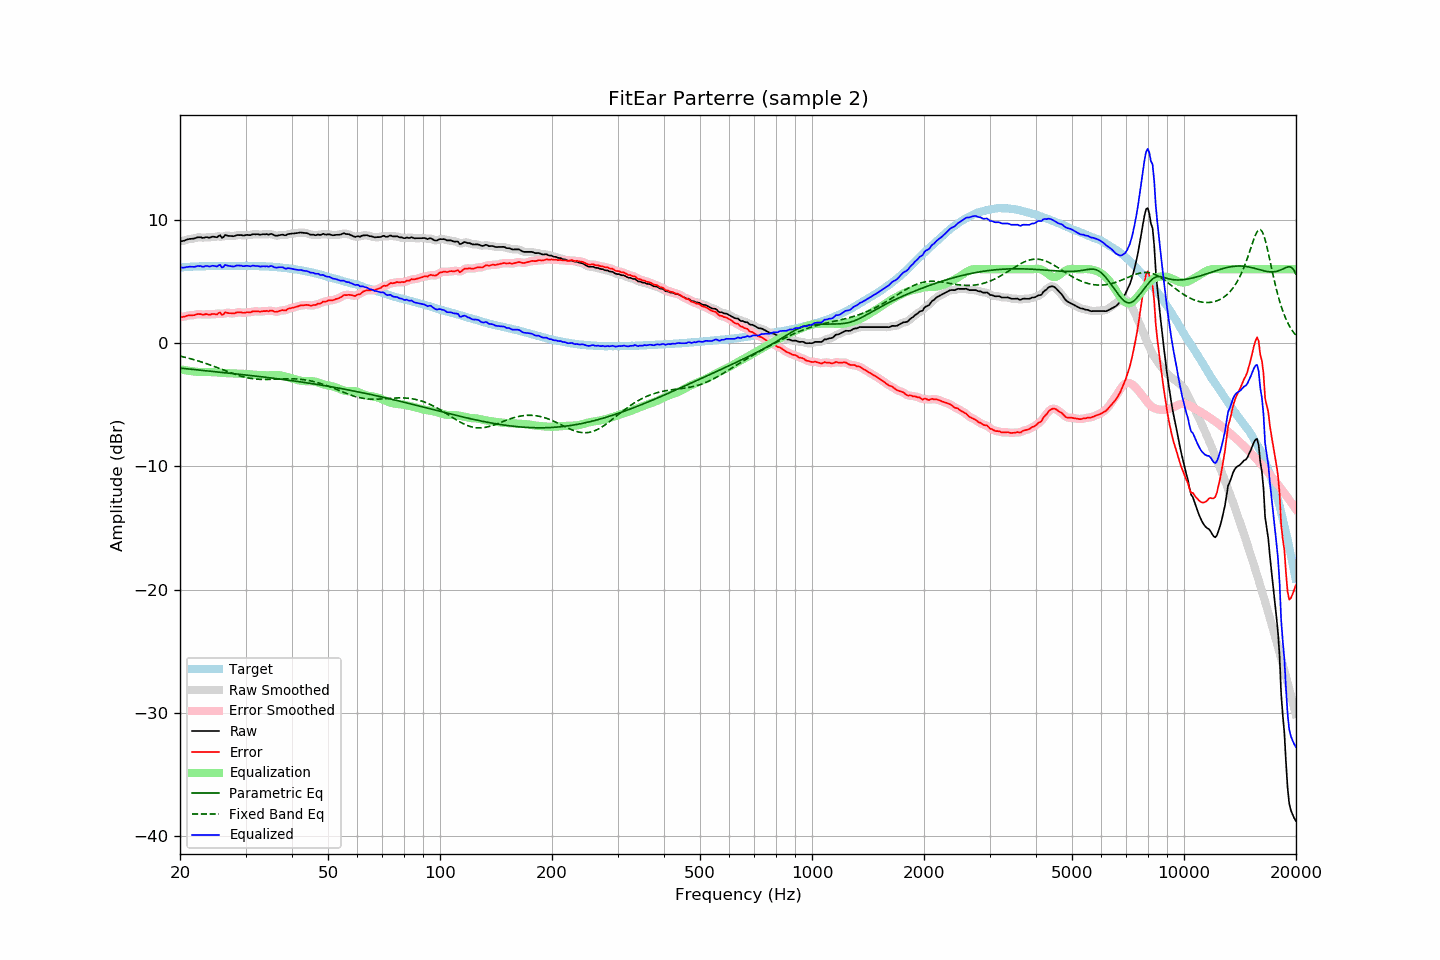 FitEar Parterre (sample 2)
10
0
−10
−20
−30
−40
Amplitude (dBr)
Target
Raw Smoothed
Error Smoothed
Raw
Error
Equalization
Parametric Eq
Fixed Band Eq
Equalized
20 50 100 200 500 1000 2000 5000 10000 20000
Frequency (Hz)